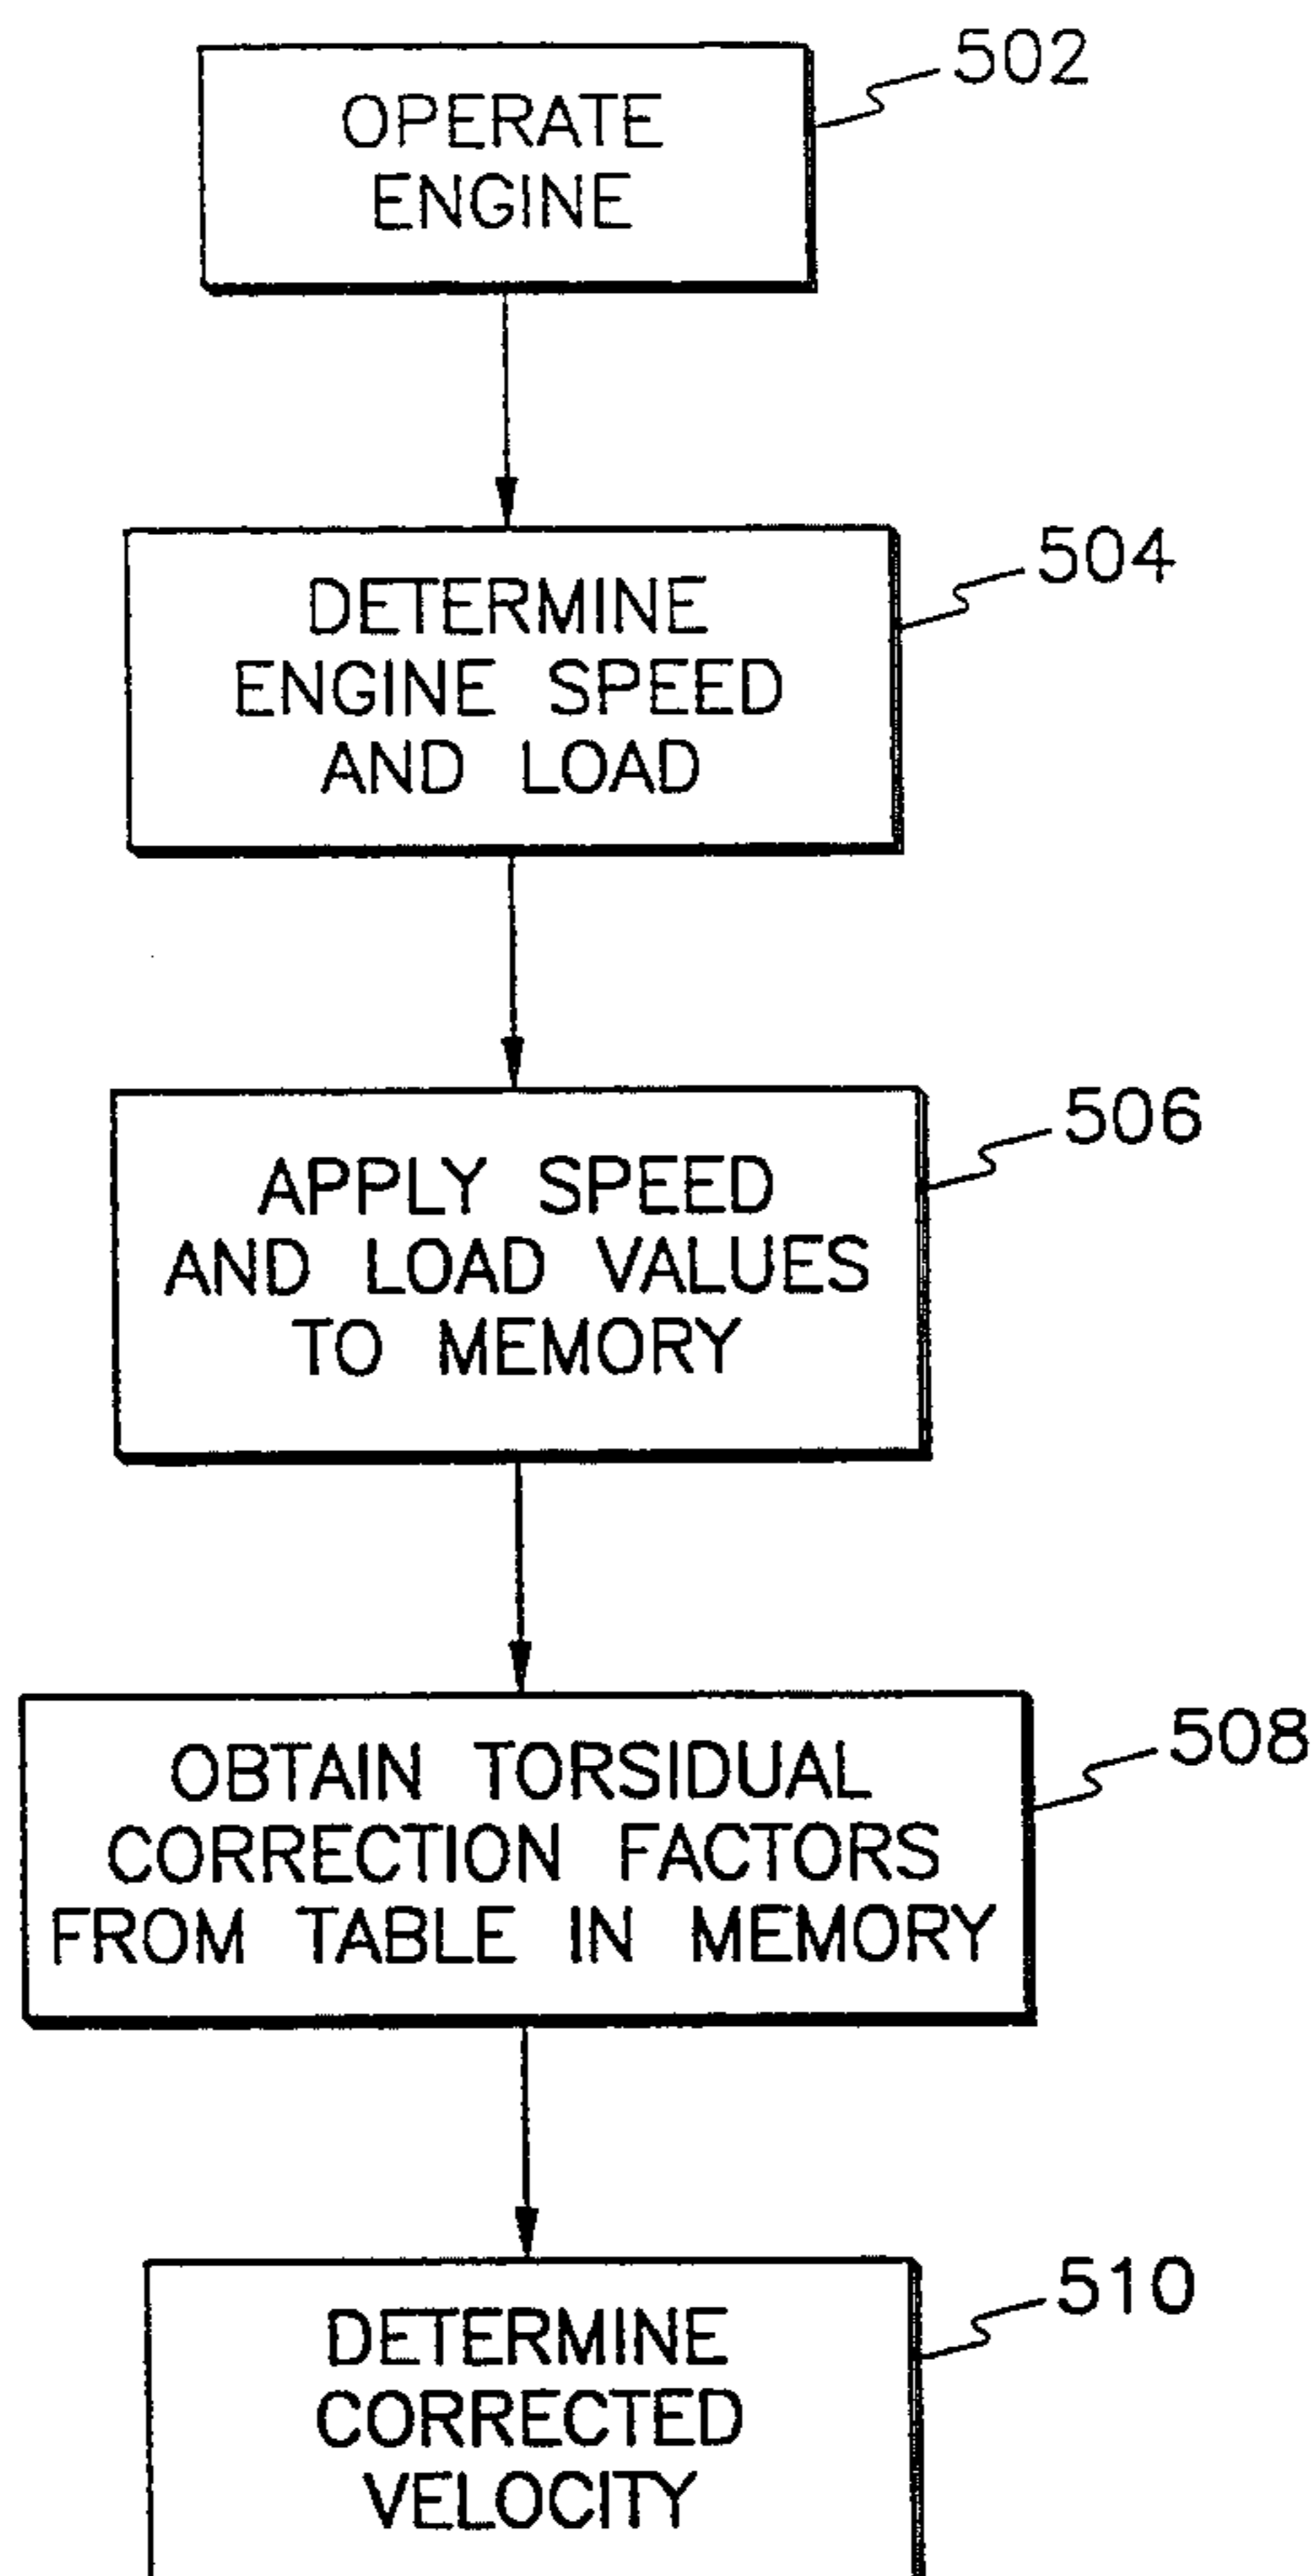 502
OPERATE
ENGINE
504
DETERMINE
ENGINE SPEED
AND LOAD
506
APPLY SPEED
AND LOAD VALUES
TO MEMORY
508
OBTAIN TORSIDUAL
CORRECTION FACTORS
FROM TABLE IN MEMORY
510
DETERMINE
CORRECTED
VELOCITY